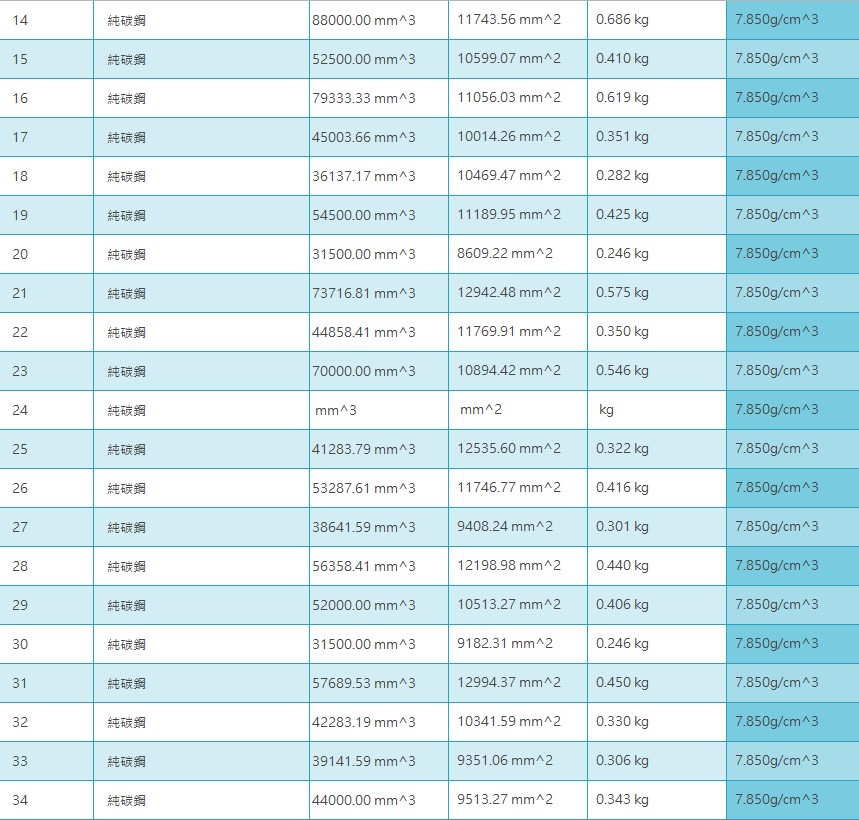 14 純碳鋼 88000.00 mm^3 11743.56 mm^2 0.686 kg 7.850g/cm^3
15 純碳鋼 52500.00 mm^3 10599.07 mm^2 0.410 kg 7.850g/cm^3
16 純碳鋼 79333.33 mm^3 11056.03 mm^2 0.619 kg 7.850g/cm^3
17 純碳鋼 45003.66 mm^3 10014.26 mm^2 0.351 kg 7.850g/cm^3
18 純碳鋼 36137.17 mm^3 10469.47 mm^2 0.282 kg 7.850g/cm^3
19 純碳鋼 54500.00 mm^3 11189.95 mm^2 0.425 kg 7.850g/cm^3
20 純碳鋼 31500.00 mm^3 8609.22 mm^2 0.246 kg 7.850g/cm^3
21 純碳鋼 73716.81 mm^3 12942.48 mm^2 0.575 kg 7.850g/cm^3
22 純碳鋼 44858.41 mm^3 11769.91 mm^2 0.350 kg 7.850g/cm^3
23 純碳鋼 70000.00 mm^3 10894.42 mm^2 0.546 kg 7.850g/cm^3
24 純碳鋼 mm^3 mm^2 kg 7.850g/cm^3
25 純碳鋼 41283.79 mm^3 12535.60 mm^2 0.322 kg 7.850g/cm^3
26 純碳鋼 53287.61 mm^3 11746.77 mm^2 0.416 kg 7.850g/cm^3
27 純碳鋼 38641.59 mm^3 9408.24 mm^2 0.301 kg 7.850g/cm^3
28 純碳鋼 56358.41 mm^3 12198.98 mm^2 0.440 kg 7.850g/cm^3
29 純碳鋼 52000.00 mm^3 10513.27 mm^2 0.406 kg 7.850g/cm^3
30 純碳鋼 31500.00 mm^3 9182.31 mm^2 0.246 kg 7.850g/cm^3
31 純碳鋼 57689.53 mm^3 12994.37 mm^2 0.450 kg 7.850g/cm^3
32 純碳鋼 42283.19 mm^3 10341.59 mm^2 0.330 kg 7.850g/cm^3
33 純碳鋼 39141.59 mm^3 9351.06 mm^2 0.306 kg 7.850g/cm^3
34 純碳鋼 44000.00 mm^3 9513.27 mm^2 0.343 kg 7.850g/cm^3